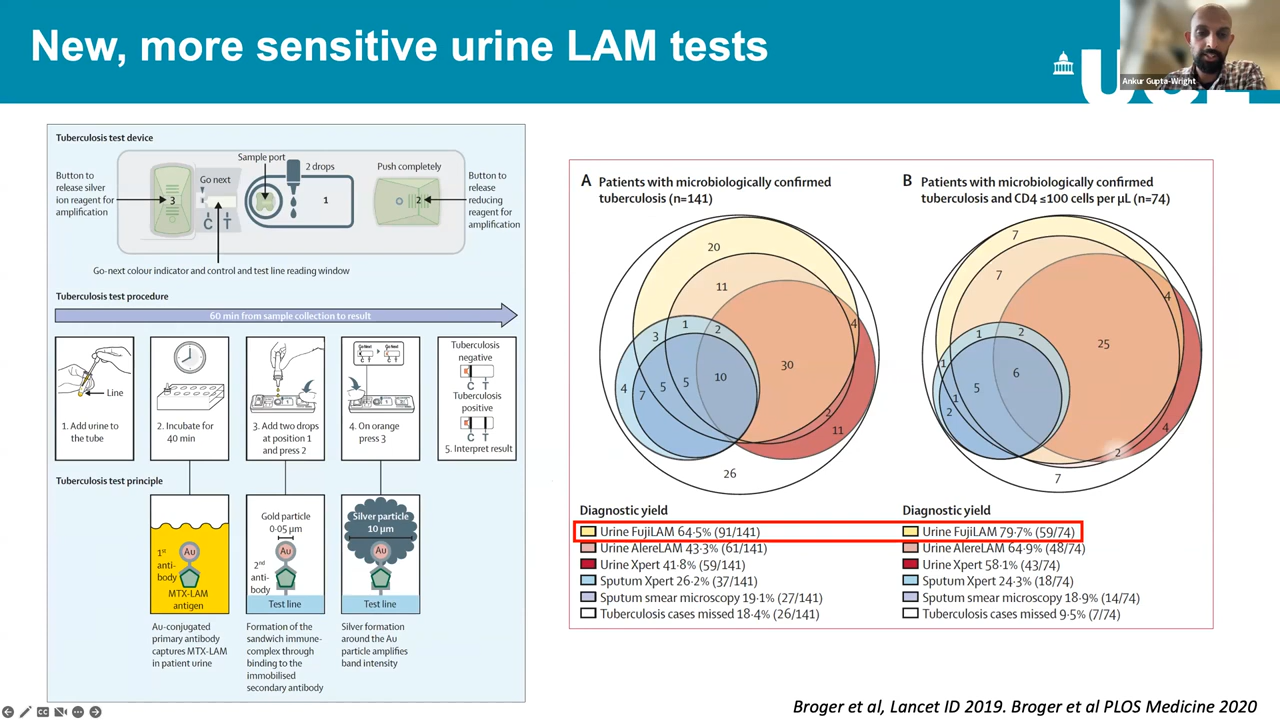 New, more sensitive urine LAM tests
Ankur Gupta-Wright
Tuberculosis test device
Button to
release silver
ion reagent for
amplification
3
Go next
C T
Sample port
2 drops
1
Push completely
2
Button to
release
reducing
reagent for
amplification
Go-next colour indicator and control and test line reading window
Tuberculosis test procedure
60 min from sample collection to result
Line
1. Add urine to
the tube
2. Incubate for
40 min
3. Add two drops
at position 1
and press 2
4. On orange
press 3
Tuberculosis
negative
C T
Tuberculosis
positive
C T
5. Interpret result
Tuberculosis test principle
1st
anti-
body
Au
MTX-LAM
antigen
Au-conjugated
primary antibody
captures MTX-LAM
in patient urine
Gold particle
0·05 µm
Au
2nd
anti-
body
Test line
Formation of the
sandwich immune-
complex through
binding to the
immobilised
secondary antibody
Silver particle
10 µm
Au
Test line
Silver formation
around the Au
particle amplifies
band intensity
A Patients with microbiologically confirmed
tuberculosis (n=141)
20
11
1
2
3
4
30
4
7
5
5
10
2
11
26
Diagnostic yield
Urine FujiLAM 64·5% (91/141)
Urine AlereLAM 43·3% (61/141)
Urine Xpert 41·8% (59/141)
Sputum Xpert 26·2% (37/141)
Sputum smear microscopy 19·1% (27/141)
Tuberculosis cases missed 18·4% (26/141)
B Patients with microbiologically confirmed
tuberculosis and CD4 ≤100 cells per µL (n=74)
7
7
4
1
2
25
1
5
6
1
2
4
2
7
Diagnostic yield
Urine FujiLAM 79·7% (59/74)
Urine AlereLAM 64·9% (48/74)
Urine Xpert 58·1% (43/74)
Sputum Xpert 24·3% (18/74)
Sputum smear microscopy 18·9% (14/74)
Tuberculosis cases missed 9·5% (7/74)
Broger et al, Lancet ID 2019. Broger et al PLOS Medicine 2020